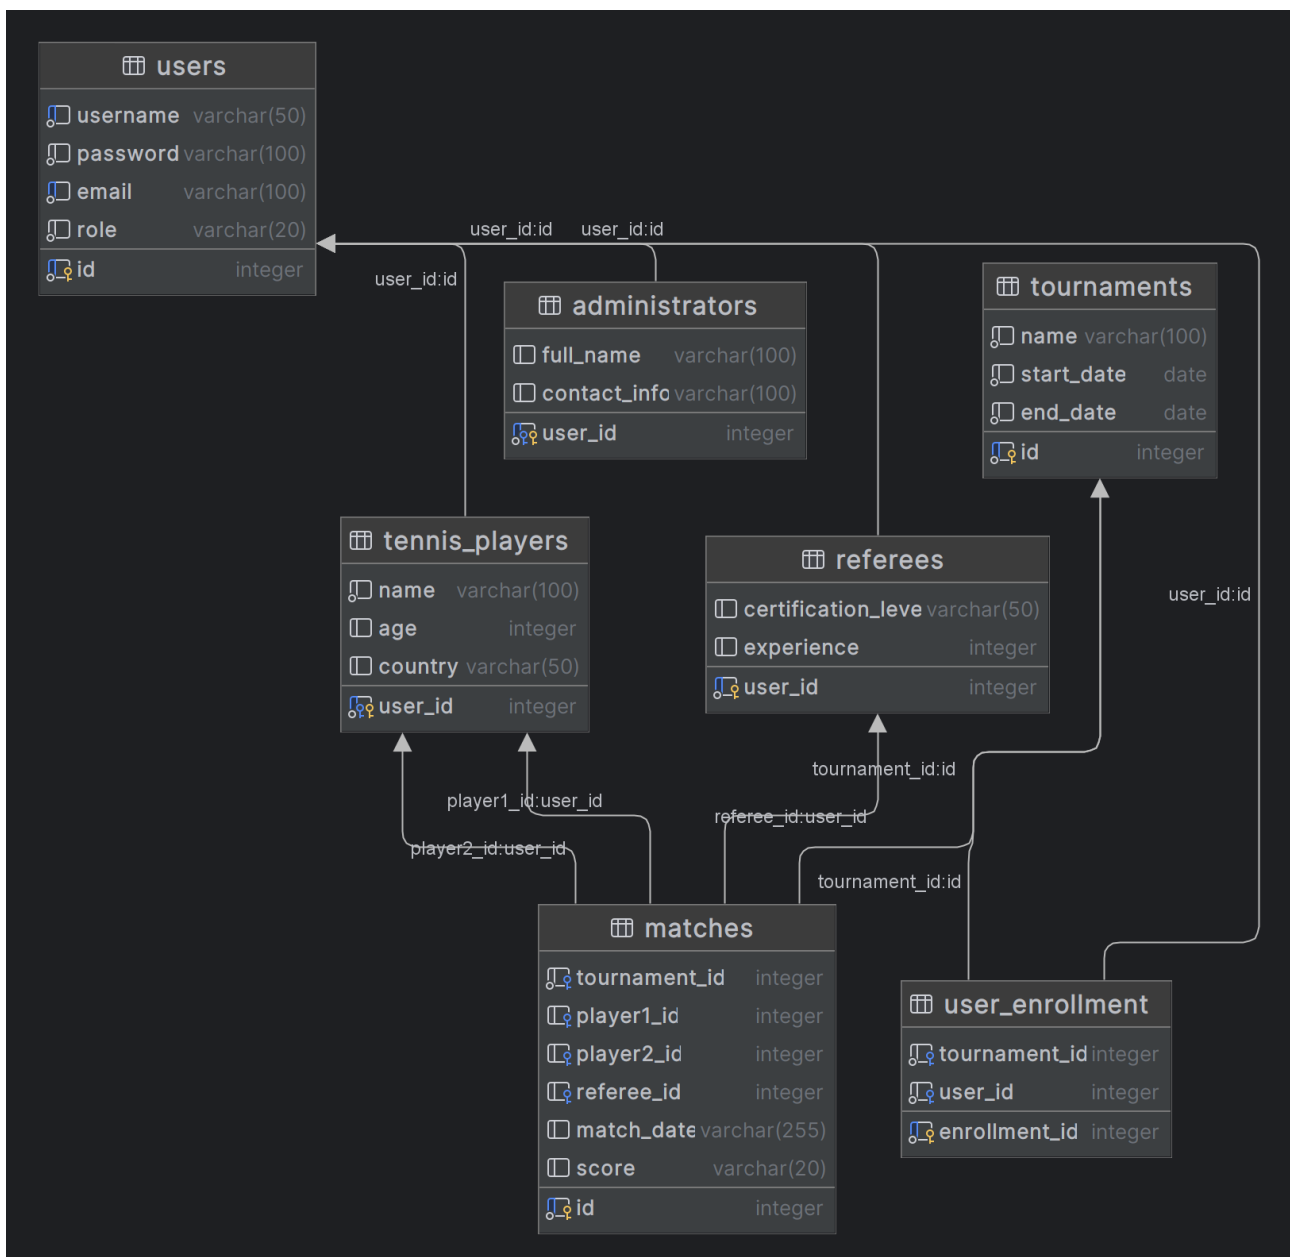 users
username varchar(50)
password varchar(100)
email varchar(100)
role varchar(20)
id integer
user_id:id
user_id:id
user_id:id
administrators
full_name varchar(100)
contact_info varchar(100)
user_id integer
tournaments
name varchar(100)
start_date date
end_date date
id integer
tennis_players
name varchar(100)
age integer
country varchar(50)
user_id integer
referees
certification_leve varchar(50)
experience integer
user_id integer
user_id:id
tournament_id:id
player1_id:user_id
referee_id:user_id
player2_id:user_id
tournament_id:id
matches
tournament_id integer
player1_id integer
player2_id integer
referee_id integer
match_date varchar(255)
score varchar(20)
id integer
user_enrollment
tournament_id integer
user_id integer
enrollment_id integer